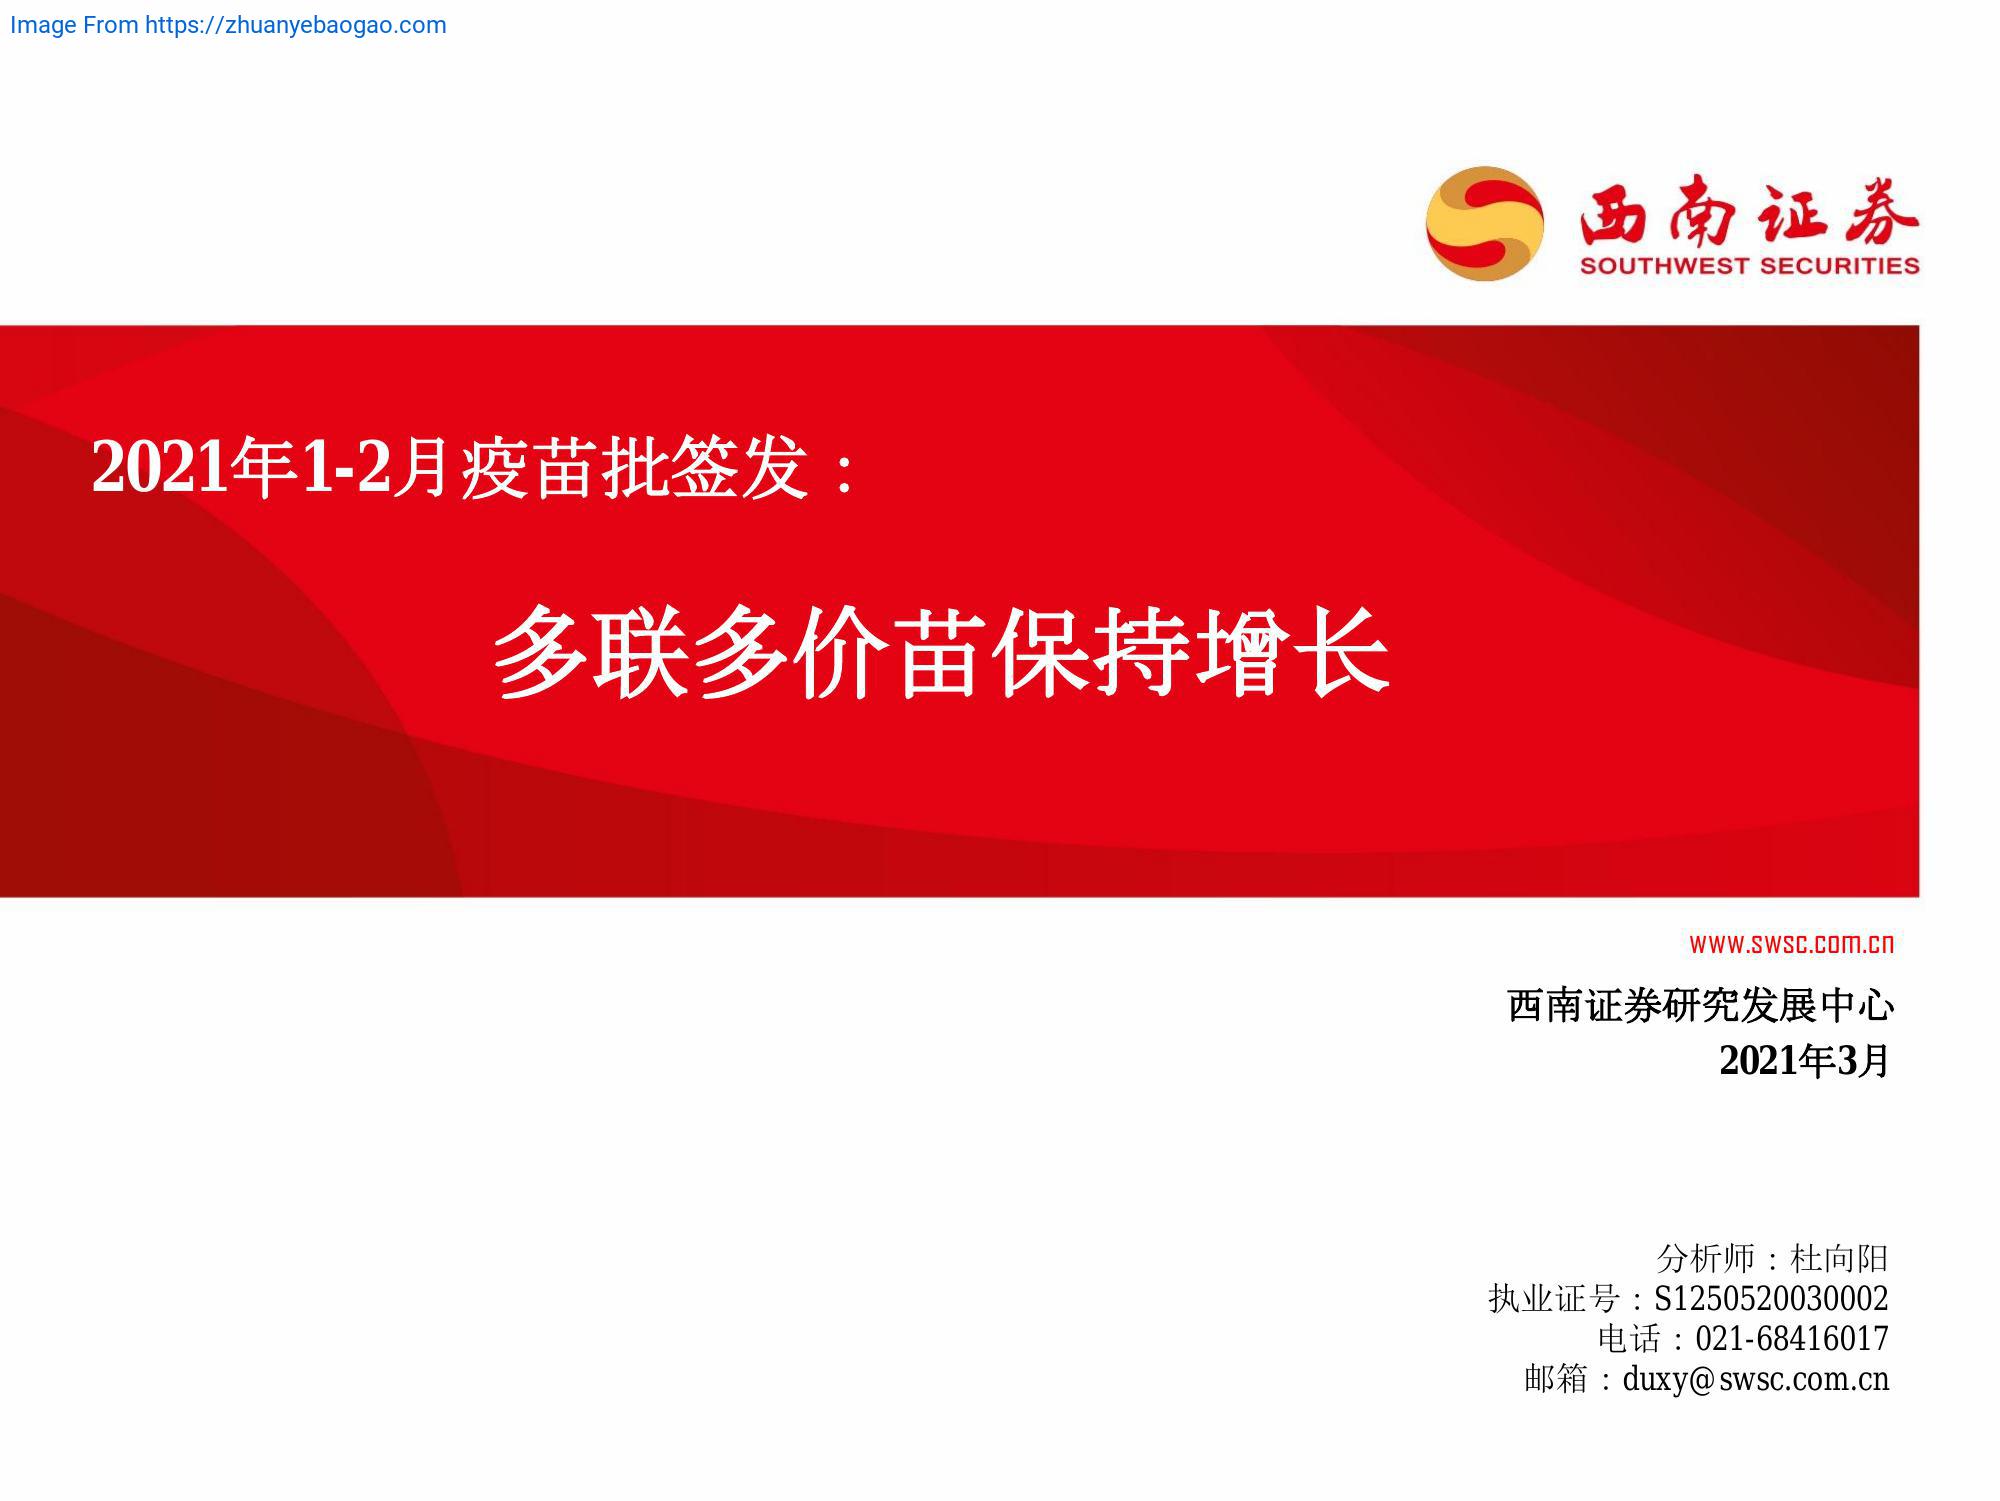 Image From https://zhuanyebaogao.com
西南证券
SOUTHWEST SECURITIES
2021年1-2月疫苗批签发：
多联多价苗保持增长
www.swsc.com.cn
西南证券研究发展中心
2021年3月
分析师：杜向阳
执业证号：S1250520030002
电话：021-68416017
邮箱：duxy@swsc.com.cn